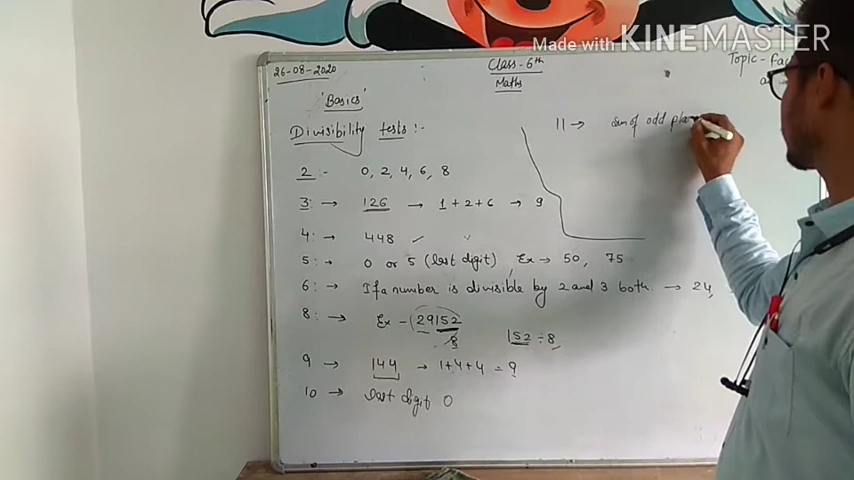 Made with KINEMASTER
26-08-2020
Class-6th
Maths
Topic-
'Basics'
Divisibility tests :-
11 → sum of odd pla
2 :- 0, 2, 4, 6, 8
3: → 126 → 1+2+6 → 9
4: → 448 ✓
5: → 0 or 5 (last digit) Ex → 50, 75
6: → If a number is divisible by 2 and 3 both. → 24,
8: → Ex - (29152
8
152 ÷ 8
9 → 144 → 1+4+4 = 9
10 → last digit 0